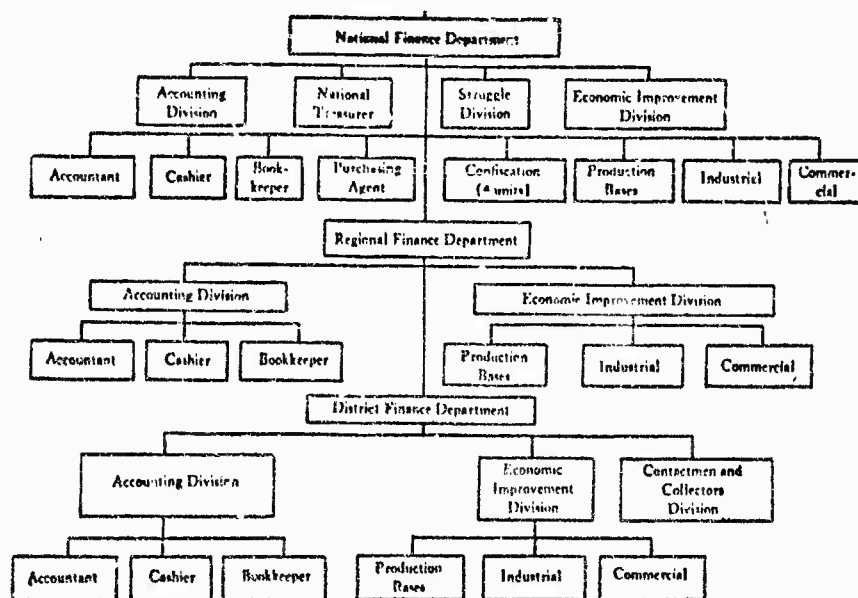 National Finance Department
Accounting
Division
National
Treasurer
Struggle
Division
Economic Improvement
Division
Accountant
Cashier
Book-
keeper
Purchasing
Agent
Confiscation
(4 units)
Production
Bases
Industrial
Commer-
cial
Regional Finance Department
Accounting Division
Economic Improvement Division
Accountant
Cashier
Bookkeeper
Production
Bases
Industrial
Commercial
District Finance Department
Accounting Division
Economic
Improvement
Division
Contactmen and
Collectors
Division
Accountant
Cashier
Bookkeeper
Production
Bases
Industrial
Commercial